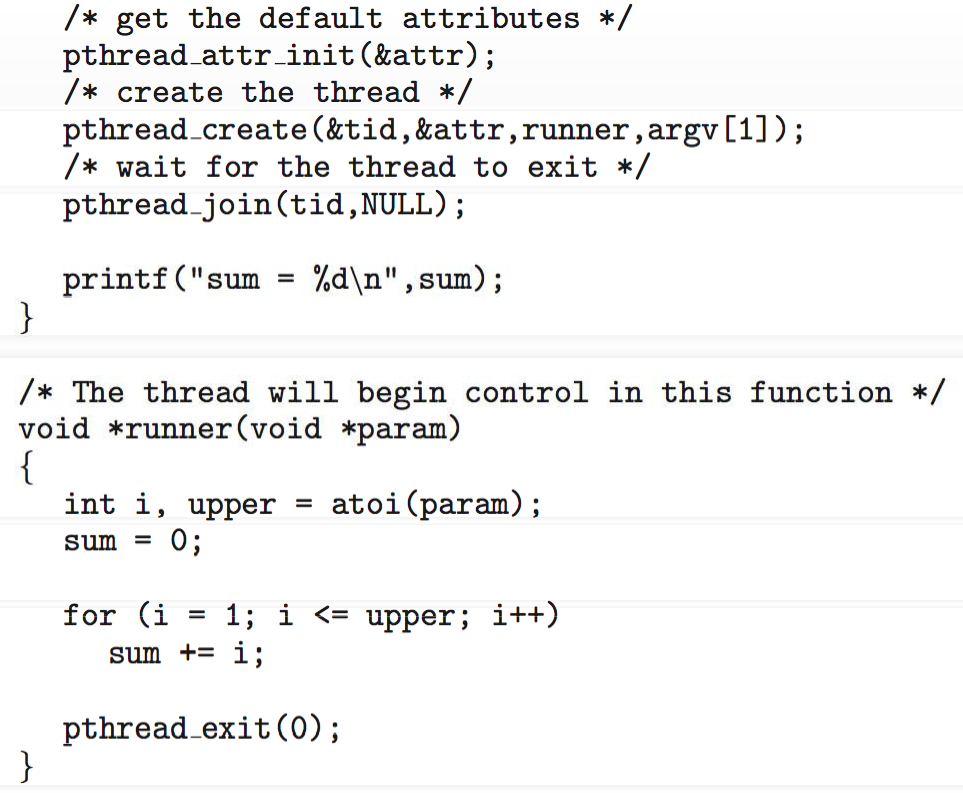 /* get the default attributes */
pthread_attr_init(&attr);
/* create the thread */
pthread_create(&tid,&attr,runner,argv[1]);
/* wait for the thread to exit */
pthread_join(tid,NULL);
printf("sum = %d\n",sum);
}
/* The thread will begin control in this function */
void *runner(void *param)
{
int i, upper = atoi(param);
sum = 0;
for (i = 1; i <= upper; i++)
sum += i;
pthread_exit(0);
}